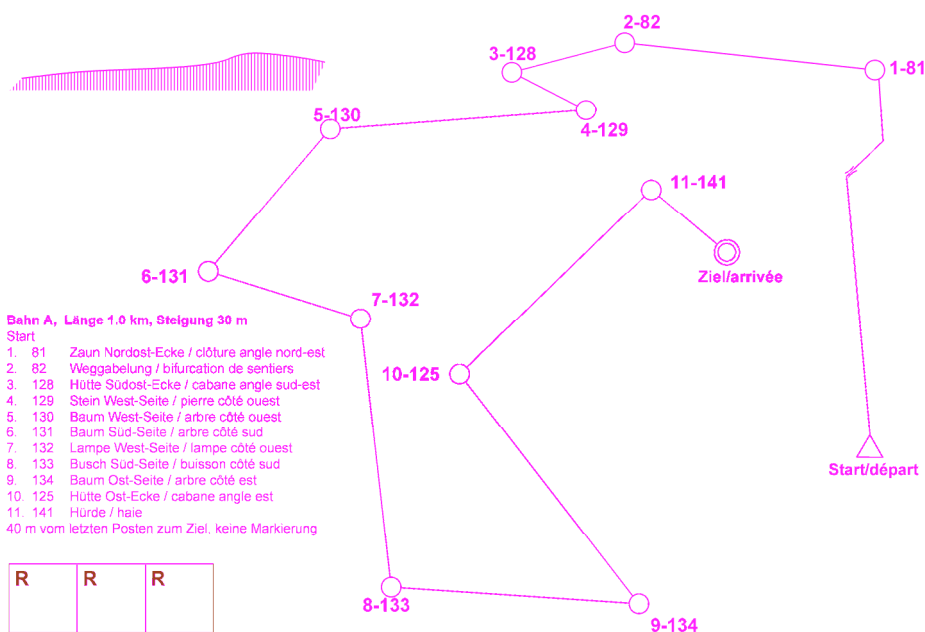 2-82
3-128
1-81
5-130
4-129
11-141
6-131
Ziel/arrivée
7-132
Bahn A, Länge 1.0 km, Steigung 30 m
Start
1. 81 Zaun Nordost-Ecke / clôture angle nord-est
2. 82 Weggabelung / bifurcation de sentiers
3. 128 Hütte Südost-Ecke / cabane angle sud-est
4. 129 Stein West-Seite / pierre côté ouest
5. 130 Baum West-Seite / arbre côté ouest
6. 131 Baum Süd-Seite / arbre côté sud
7. 132 Lampe West-Seite / lampe côté ouest
8. 133 Busch Süd-Seite / buisson côté sud
9. 134 Baum Ost-Seite / arbre côté est
10. 125 Hütte Ost-Ecke / cabane angle est
11. 141 Hürde / haie
40 m vom letzten Posten zum Ziel, keine Markierung
10-125
Start/départ
R R R
8-133
9-134